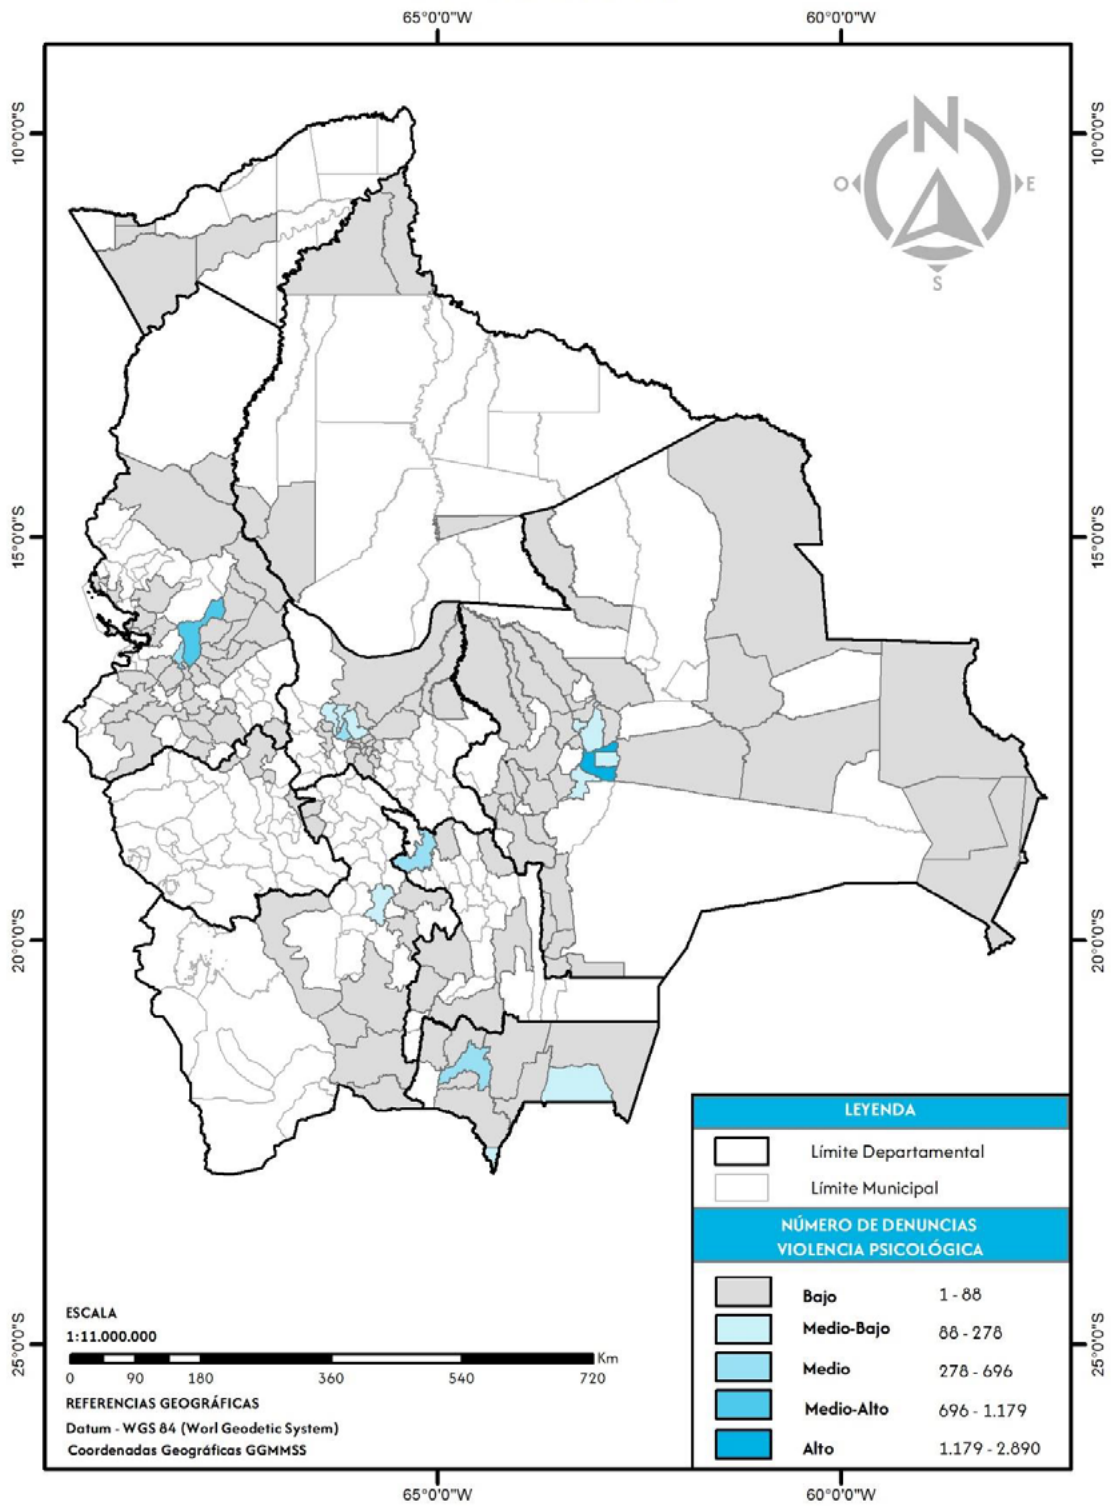 65°0'0"W 60°0'0"W
10°0'0"S 10°0'0"S
N
O E
S
15°0'0"S 15°0'0"S
20°0'0"S 20°0'0"S
LEYENDA
Límite Departamental
Límite Municipal
NÚMERO DE DENUNCIAS
VIOLENCIA PSICOLÓGICA
Bajo 1 - 88
Medio-Bajo 88 - 278
Medio 278 - 696
Medio-Alto 696 - 1.179
Alto 1.179 - 2.890
25°0'0"S 25°0'0"S
ESCALA
1:11.000.000
Km
0 90 180 360 540 720
REFERENCIAS GEOGRÁFICAS
Datum - WGS 84 (Worl Geodetic System)
Coordenadas Geográficas GGMMSS
65°0'0"W 60°0'0"W